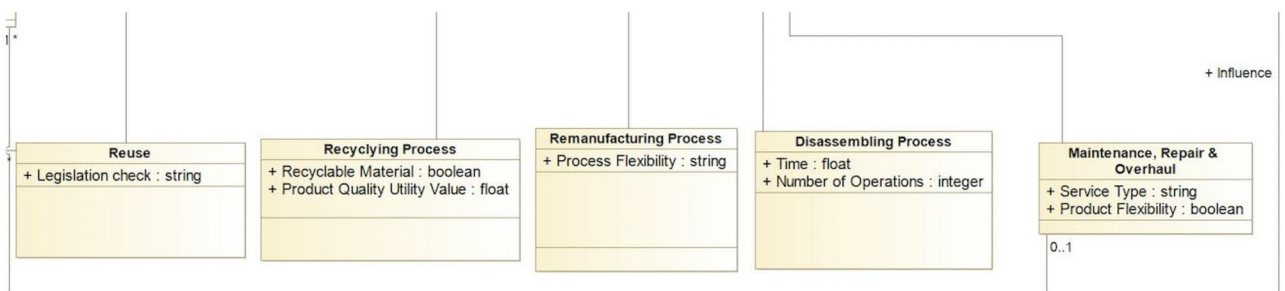 1 *
*
+ Influence
Reuse
+ Legislation check : string
Recyclying Process
+ Recyclable Material : boolean
+ Product Quality Utility Value : float
Remanufacturing Process
+ Process Flexibility : string
Disassembling Process
+ Time : float
+ Number of Operations : integer
Maintenance, Repair &
Overhaul
+ Service Type : string
+ Product Flexibility : boolean
0..1